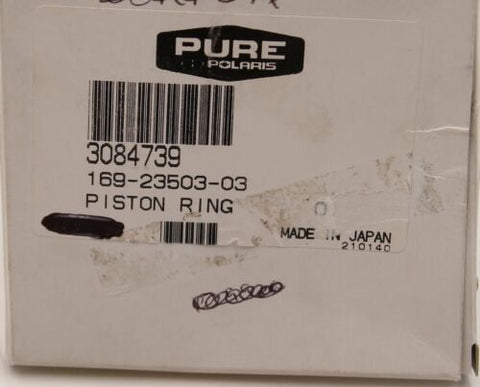 PURE
POLARIS
3084739
169-23503-03
PISTON RING
MADE IN JAPAN
210140